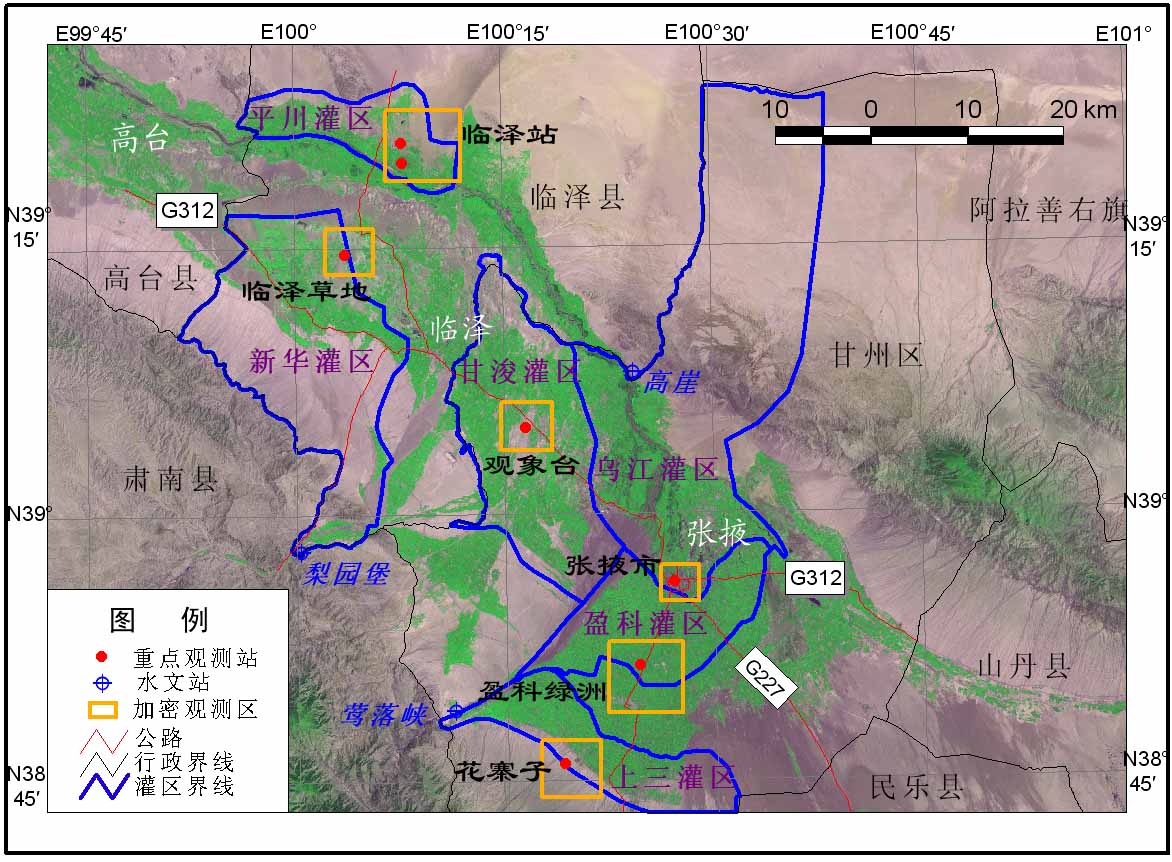 E99°45′ E100° E100°15′ E100°30′ E100°45′ E101°
10 0 10 20 km
平川灌区
临泽站
高台
临泽县
G312
阿拉善右旗
N39°
15′
N39°
15′
高台县
临泽草地
临泽
新华灌区
甘浚灌区
高崖
甘州区
观象台
乌江灌区
肃南县
N39°
N39°
张掖
梨园堡
张掖市
G312
盈科灌区
图 例
重点观测站
水文站
加密观测区
公路
行政界线
灌区界线
山丹县
G227
盈科绿洲
莺落峡
花寨子
上三灌区
民乐县
N38°
45′
N38°
45′